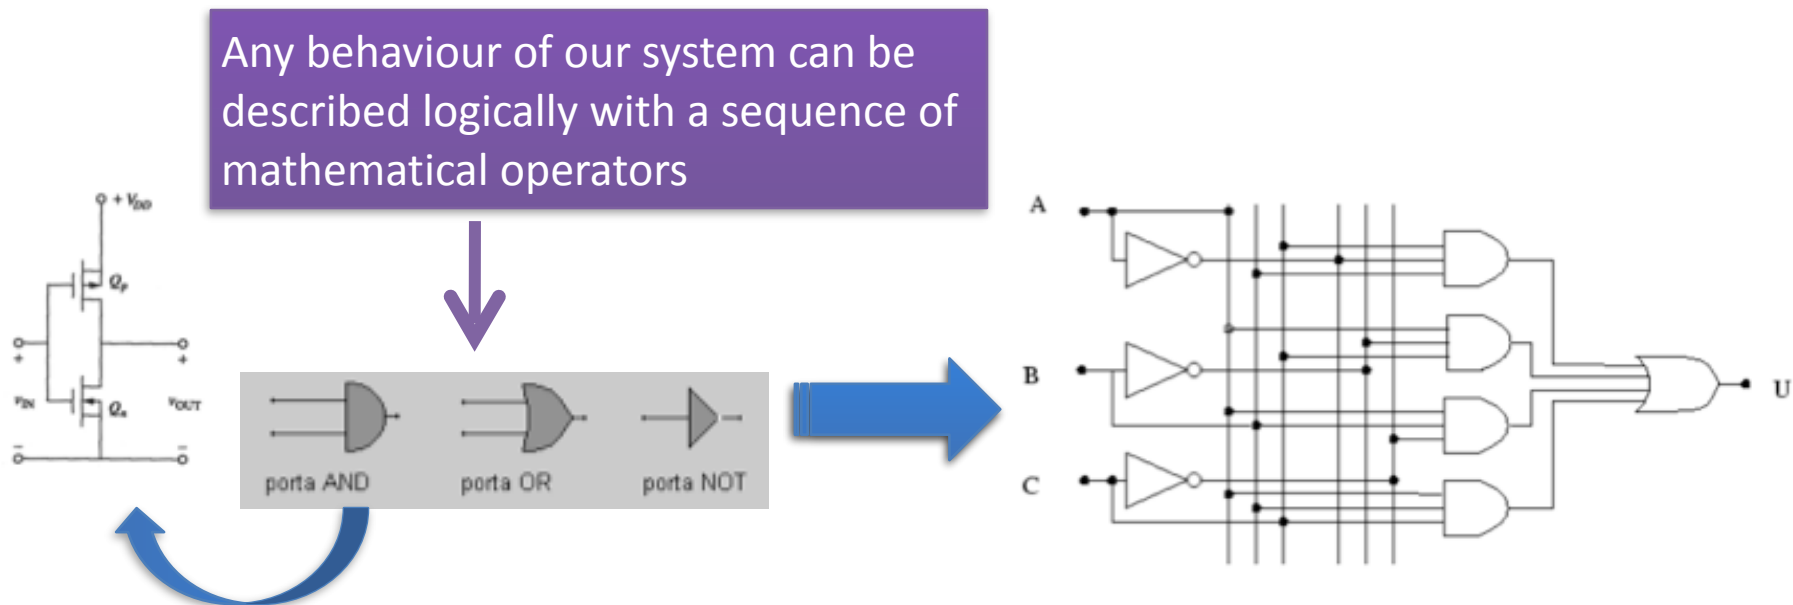 Any behaviour of our system can be
described logically with a sequence of
mathematical operators
+ V_DD
Q_p
+
+
v_IN
Q_n
v_OUT
−
−
porta AND
porta OR
porta NOT
A
B
C
U